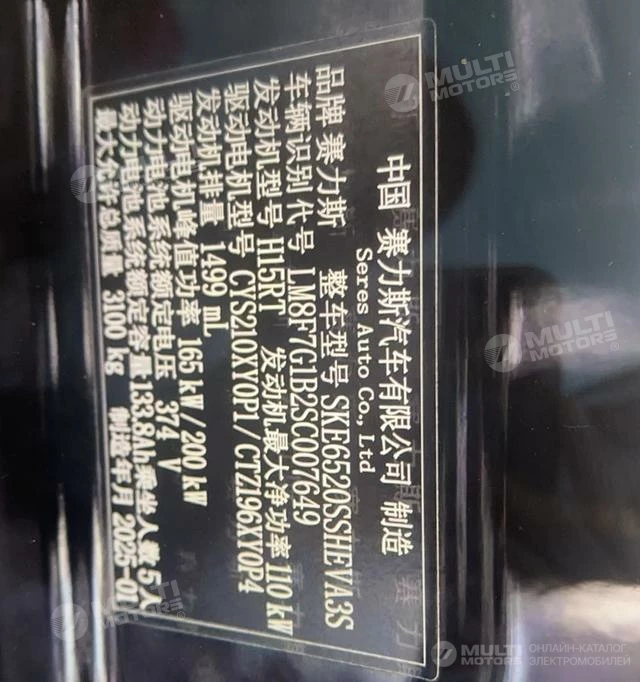 中国 赛力斯汽车有限公司 制造
Seres Auto Co., Ltd
品牌 赛力斯 整车型号 SKE6520SSHEVA3S
车辆识别代号 LM8F7G1B2SC007649
发动机型号 H15RT 发动机最大净功率 110 kW
驱动电机型号 CYS210XY0P1/CTZ196XY0P4
发动机排量 1499 mL
驱动电机峰值功率 165 kW/200 kW
动力电池系统额定电压 374 V
动力电池系统额定容量 133.8Ah 乘坐人数 5人
最大允许总质量 3100 kg 制造年月 2025-01
MULTI MOTORS
MULTI MOTORS
MULTI MOTORS
MULTI MOTORS
MULTI MOTORS
MULTI MOTORS ОНЛАЙН-КАТАЛОГ ЭЛЕКТРОМОБИЛЕЙ